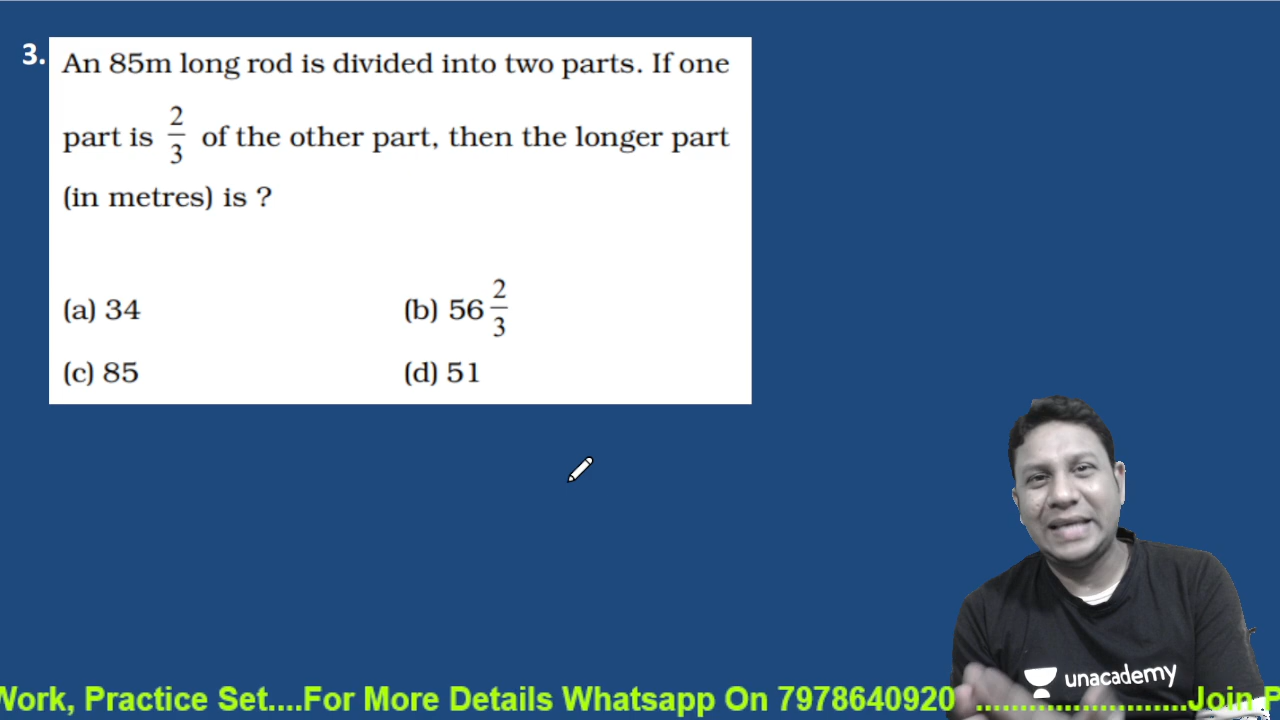 3.
An 85m long rod is divided into two parts. If one
part is 2/3 of the other part, then the longer part
(in metres) is ?
(a) 34 (b) 56 2/3
(c) 85 (d) 51
unacademy
Work, Practice Set....For More Details Whatsapp On 7978640920 .......................Join P